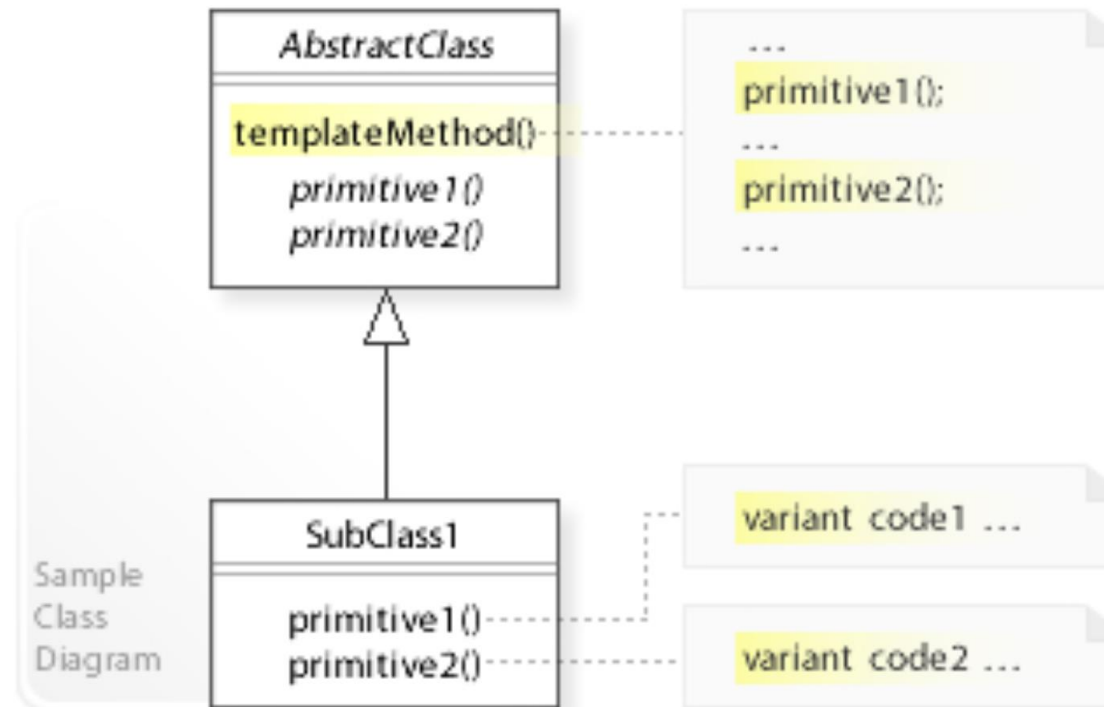 AbstractClass
templateMethod()
primitive1()
primitive2()
...
primitive1();
...
primitive2();
...
SubClass1
primitive1()
primitive2()
variant code1 ...
variant code2 ...
Sample
Class
Diagram